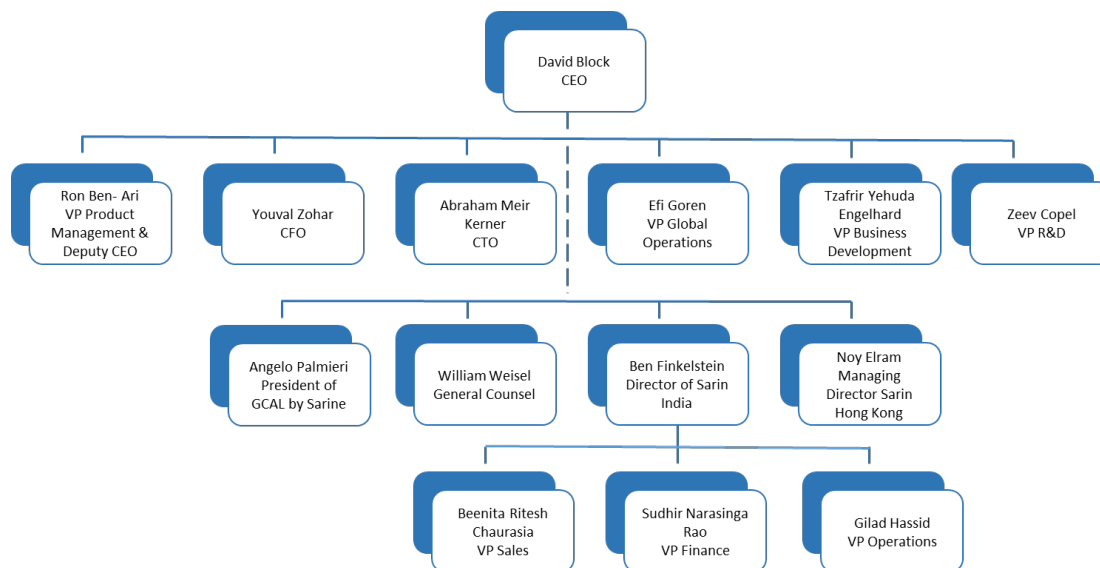 David Block
CEO
Ron Ben- Ari
VP Product
Management &
Deputy CEO
Youval Zohar
CFO
Abraham Meir
Kerner
CTO
Efi Goren
VP Global
Operations
Tzafrir Yehuda
Engelhard
VP Business
Development
Zeev Copel
VP R&D
Angelo Palmieri
President of
GCAL by Sarine
William Weisel
General Counsel
Ben Finkelstein
Director of Sarin
India
Noy Elram
Managing
Director Sarin
Hong Kong
Beenita Ritesh
Chaurasia
VP Sales
Sudhir Narasinga
Rao
VP Finance
Gilad Hassid
VP Operations